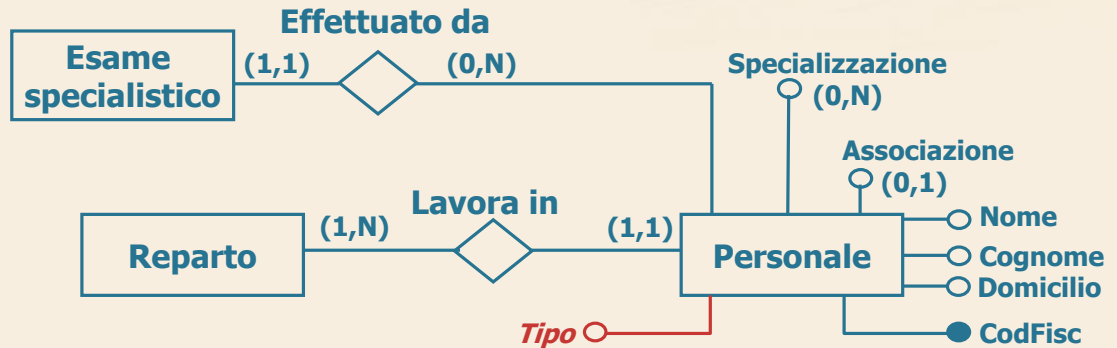 Effettuato da
Esame
specialistico
(1,1)
(0,N)
Specializzazione
(0,N)
Associazione
(0,1)
Lavora in
Reparto
(1,N)
(1,1)
Personale
Nome
Cognome
Domicilio
CodFisc
Tipo